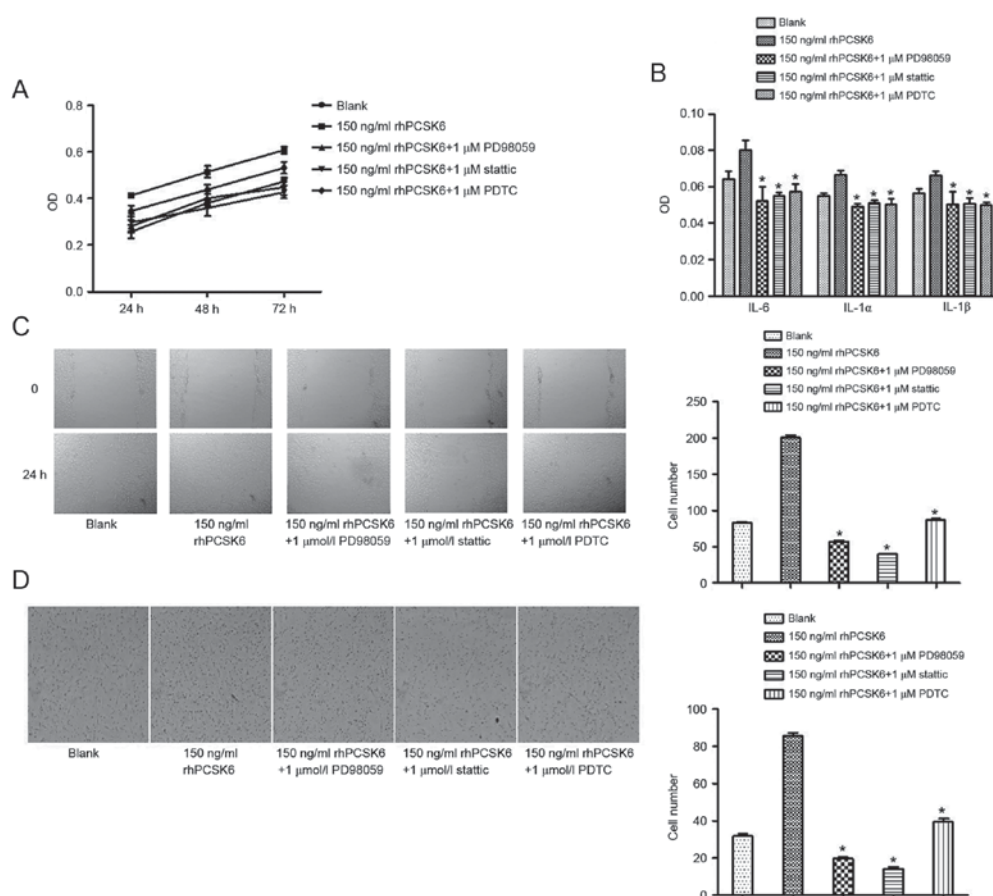 A
0.8
0.6
0.4
0.2
0.0
OD
24 h
48 h
72 h
Blank
150 ng/ml rhPCSK6
150 ng/ml rhPCSK6+1 μM PD98059
150 ng/ml rhPCSK6+1 μM stattic
150 ng/ml rhPCSK6+1 μM PDTC
B
Blank
150 ng/ml rhPCSK6
150 ng/ml rhPCSK6+1 μM PD98059
150 ng/ml rhPCSK6+1 μM stattic
150 ng/ml rhPCSK6+1 μM PDTC
0.10
0.08
0.06
0.04
0.02
0.00
OD
* * * * * * * * *
IL-6
IL-1α
IL-1β
C
0
24 h
Blank
150 ng/ml
rhPCSK6
150 ng/ml rhPCSK6
+1 μmol/l PD98059
150 ng/ml rhPCSK6
+1 μmol/l stattic
150 ng/ml rhPCSK6
+1 μmol/l PDTC
Blank
150 ng/ml rhPCSK6
150 ng/ml rhPCSK6+1 μM PD98059
150 ng/ml rhPCSK6+1 μM stattic
150 ng/ml rhPCSK6+1 μM PDTC
250
200
150
100
50
0
Cell number
* * *
D
Blank
150 ng/ml
rhPCSK6
150 ng/ml rhPCSK6
+1 μmol/l PD98059
150 ng/ml rhPCSK6
+1 μmol/l stattic
150 ng/ml rhPCSK6
+1 μmol/l PDTC
Blank
150 ng/ml rhPCSK6
150 ng/ml rhPCSK6+1 μM PD98059
150 ng/ml rhPCSK6+1 μM stattic
150 ng/ml rhPCSK6+1 μM PDTC
100
80
60
40
20
0
Cell number
* * *